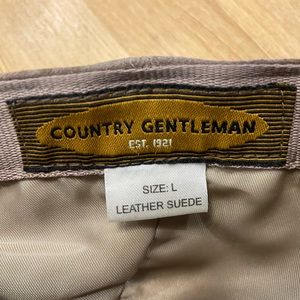 COUNTRY GENTLEMAN
EST. 1921
SIZE: L
LEATHER SUEDE